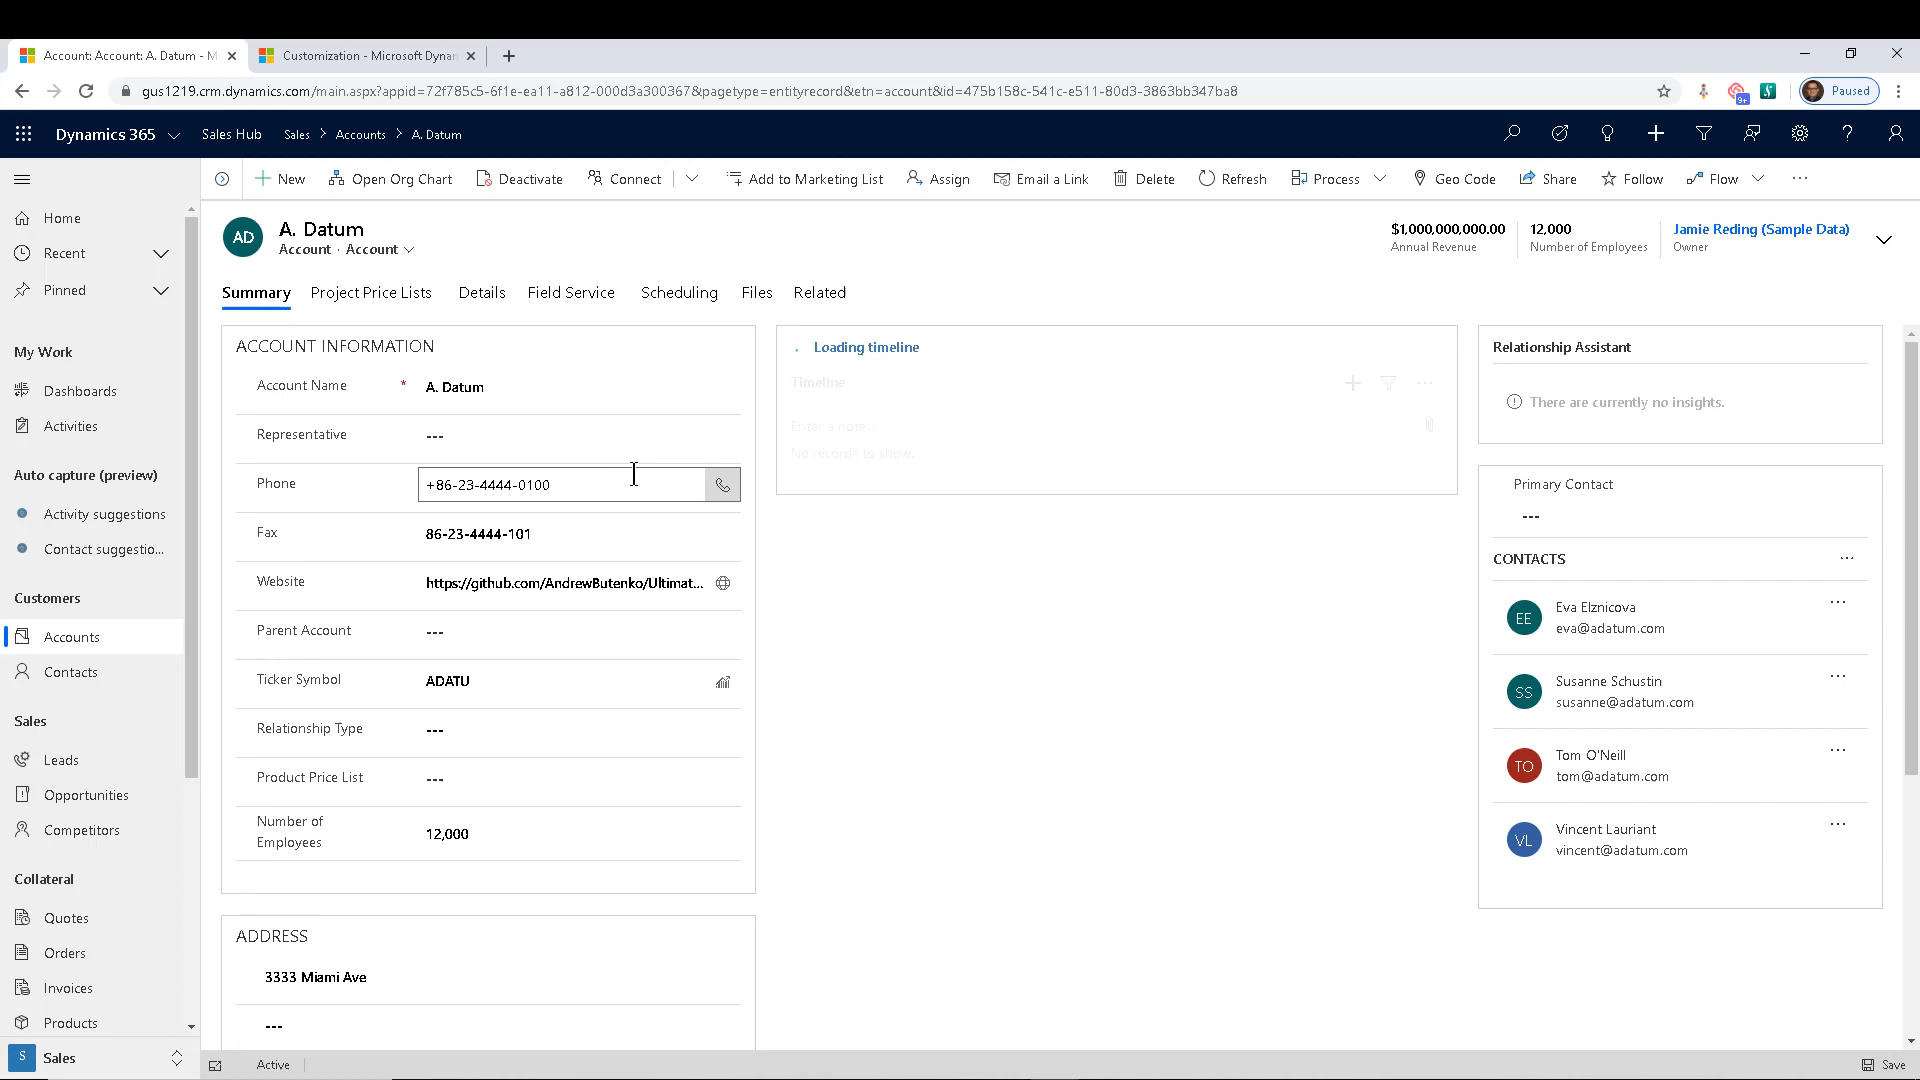 Account: Account: A. Datum - M
Customization - Microsoft Dynan
gus1219.crm.dynamics.com/main.aspx?appid=72f785c5-6f1e-ea11-a812-000d3a300367&pagetype=entityrecord&etn=account&id=475b158c-541c-e511-80d3-3863bb347ba8
9+
Paused
Dynamics 365
Sales Hub
Sales > Accounts > A. Datum
New
Open Org Chart
Deactivate
Connect
Add to Marketing List
Assign
Email a Link
Delete
Refresh
Process
Geo Code
Share
Follow
Flow
Home
Recent
Pinned
My Work
Dashboards
Activities
Auto capture (preview)
Activity suggestions
Contact suggestio...
Customers
Accounts
Contacts
Sales
Leads
Opportunities
Competitors
Collateral
Quotes
Orders
Invoices
Products
S
Sales
AD
A. Datum
Account · Account
$1,000,000,000.00
Annual Revenue
12,000
Number of Employees
Jamie Reding (Sample Data)
Owner
Summary
Project Price Lists
Details
Field Service
Scheduling
Files
Related
ACCOUNT INFORMATION
Account Name * A. Datum
Representative ---
Phone +86-23-4444-0100
Fax 86-23-4444-101
Website https://github.com/AndrewButenko/Ultimat...
Parent Account ---
Ticker Symbol ADATU
Relationship Type ---
Product Price List ---
Number of
Employees
12,000
ADDRESS
3333 Miami Ave
---
Loading timeline
Timeline
Enter a note...
No records to show.
Relationship Assistant
There are currently no insights.
Primary Contact
---
CONTACTS
EE
Eva Elznicova
eva@adatum.com
SS
Susanne Schustin
susanne@adatum.com
TO
Tom O'Neill
tom@adatum.com
VL
Vincent Lauriant
vincent@adatum.com
Active
Save